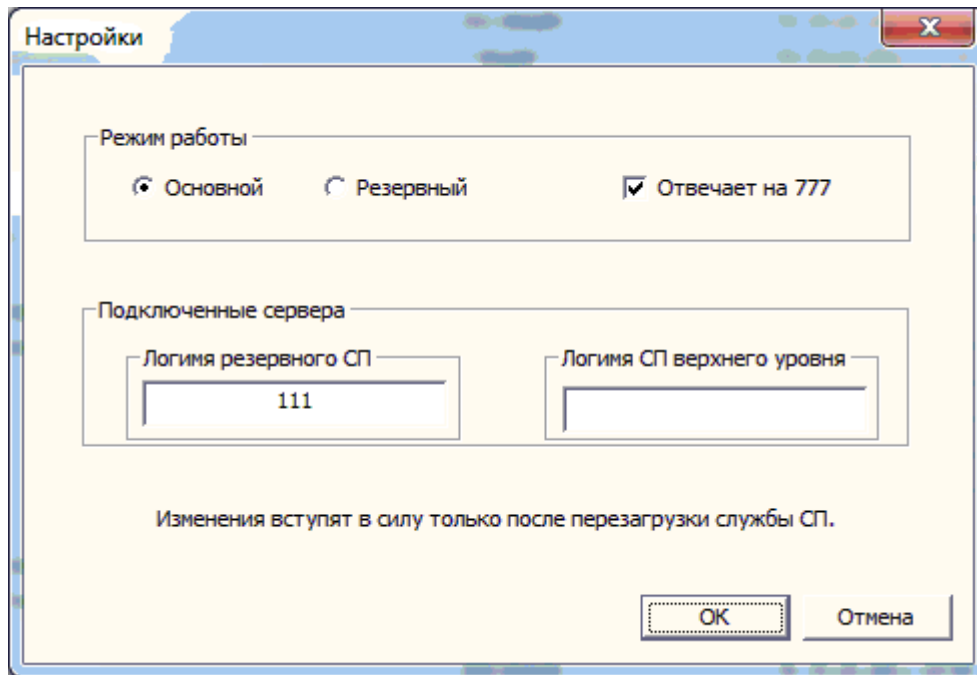 Настройки
Режим работы
Основной Резервный Отвечает на 777
Подключенные сервера
Логимя резервного СП Логимя СП верхнего уровня
111
Изменения вступят в силу только после перезагрузки службы СП.
OK Отмена